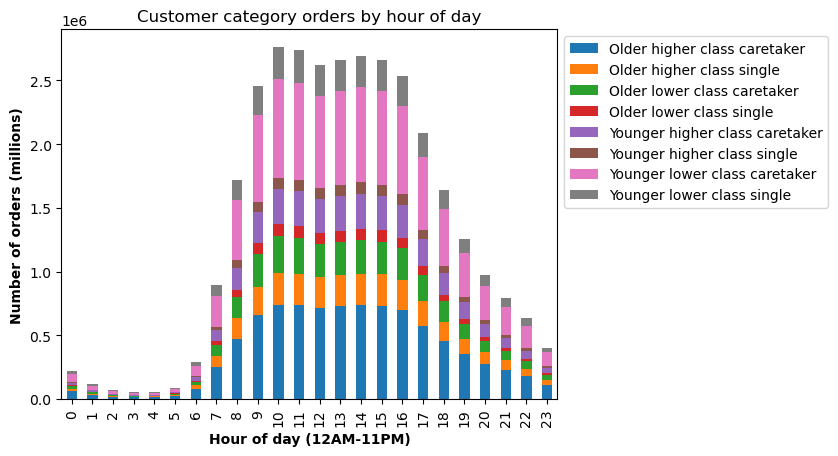 Customer category orders by hour of day
1e6
2.5
2.0
1.5
1.0
0.5
0.0
Number of orders (millions)
0 1 2 3 4 5 6 7 8 9 10 11 12 13 14 15 16 17 18 19 20 21 22 23
Hour of day (12AM-11PM)
Older higher class caretaker
Older higher class single
Older lower class caretaker
Older lower class single
Younger higher class caretaker
Younger higher class single
Younger lower class caretaker
Younger lower class single